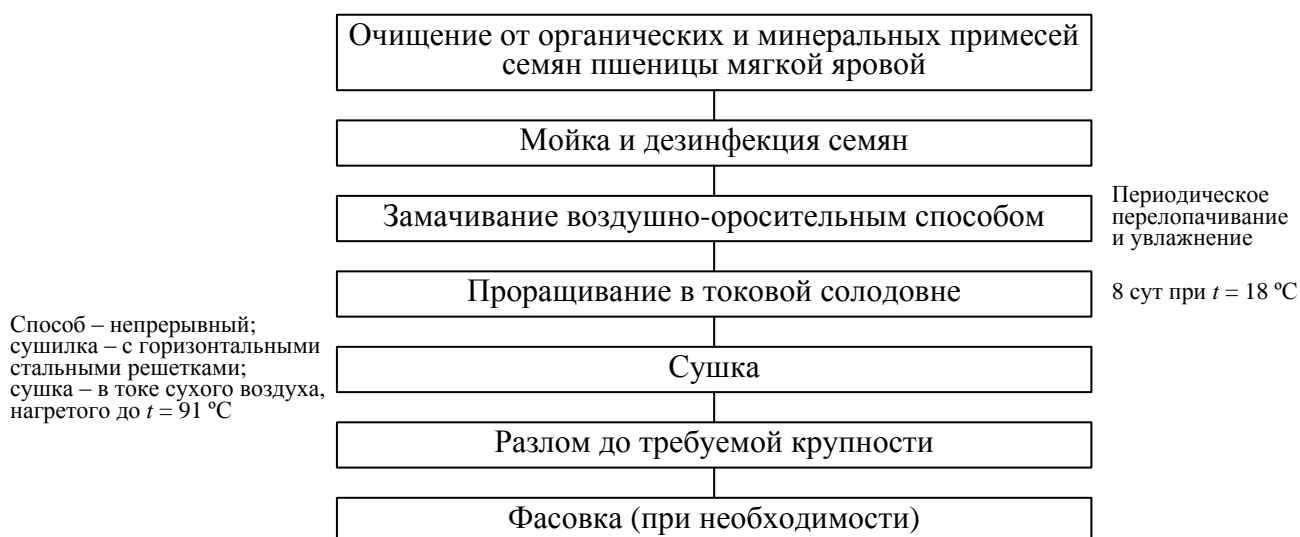 Очищение от органических и минеральных примесей
семян пшеницы мягкой яровой
Мойка и дезинфекция семян
Замачивание воздушно-оросительным способом
Периодическое
перелопачивание
и увлажнение
Проращивание в токовой солодовне
8 сут при t = 18 ºС
Способ – непрерывный;
сушилка – с горизонтальными
стальными решетками;
сушка – в токе сухого воздуха,
нагретого до t = 91 ºС
Сушка
Разлом до требуемой крупности
Фасовка (при необходимости)